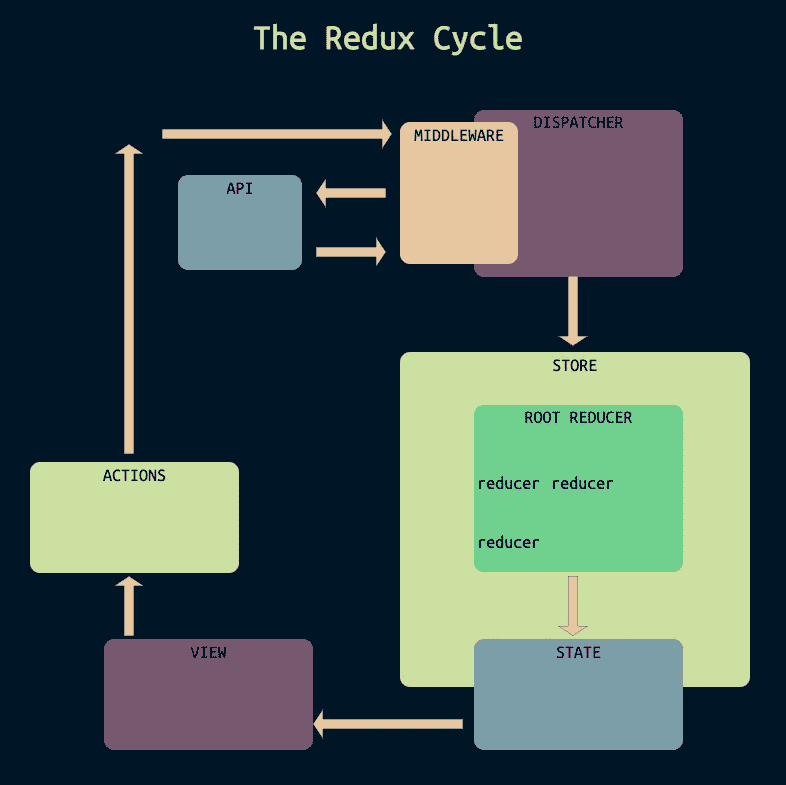 The Redux Cycle
DISPATCHER
MIDDLEWARE
API
STORE
ROOT REDUCER
reducer reducer
reducer
ACTIONS
VIEW
STATE